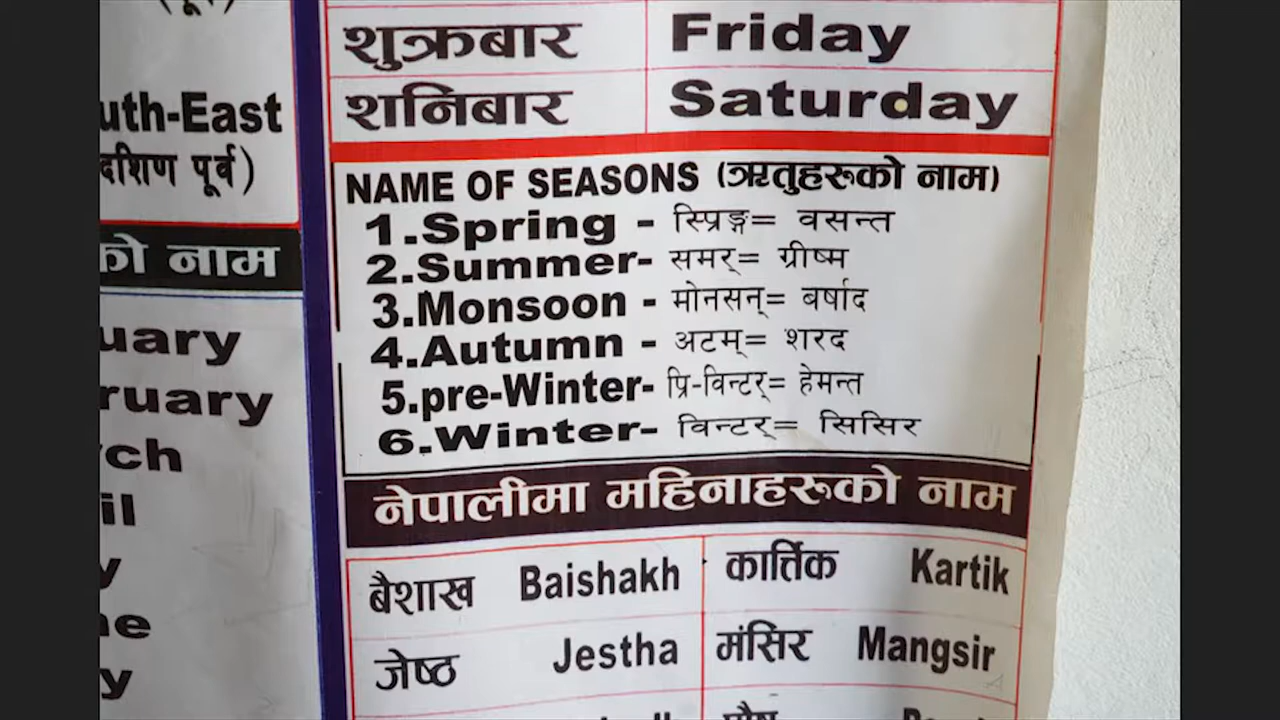 शुक्रबार Friday
शनिबार Saturday
NAME OF SEASONS (ऋतुहरुको नाम)
1.Spring - स्प्रिङ्ग= वसन्त
2.Summer- समर्= ग्रीष्म
3.Monsoon - मोनसन्= बर्षाद
4.Autumn - अटम्= शरद
5.pre-Winter- प्रि-विन्टर्= हेमन्त
6.Winter- विन्टर्= सिसिर
नेपालीमा महिनाहरुको नाम
बैशाख Baishakh कार्त्तिक Kartik
जेष्ठ Jestha मंसिर Mangsir
uth-East
दशिण पूर्व)
को नाम
uary
ruary
rch
il
y
ne
y